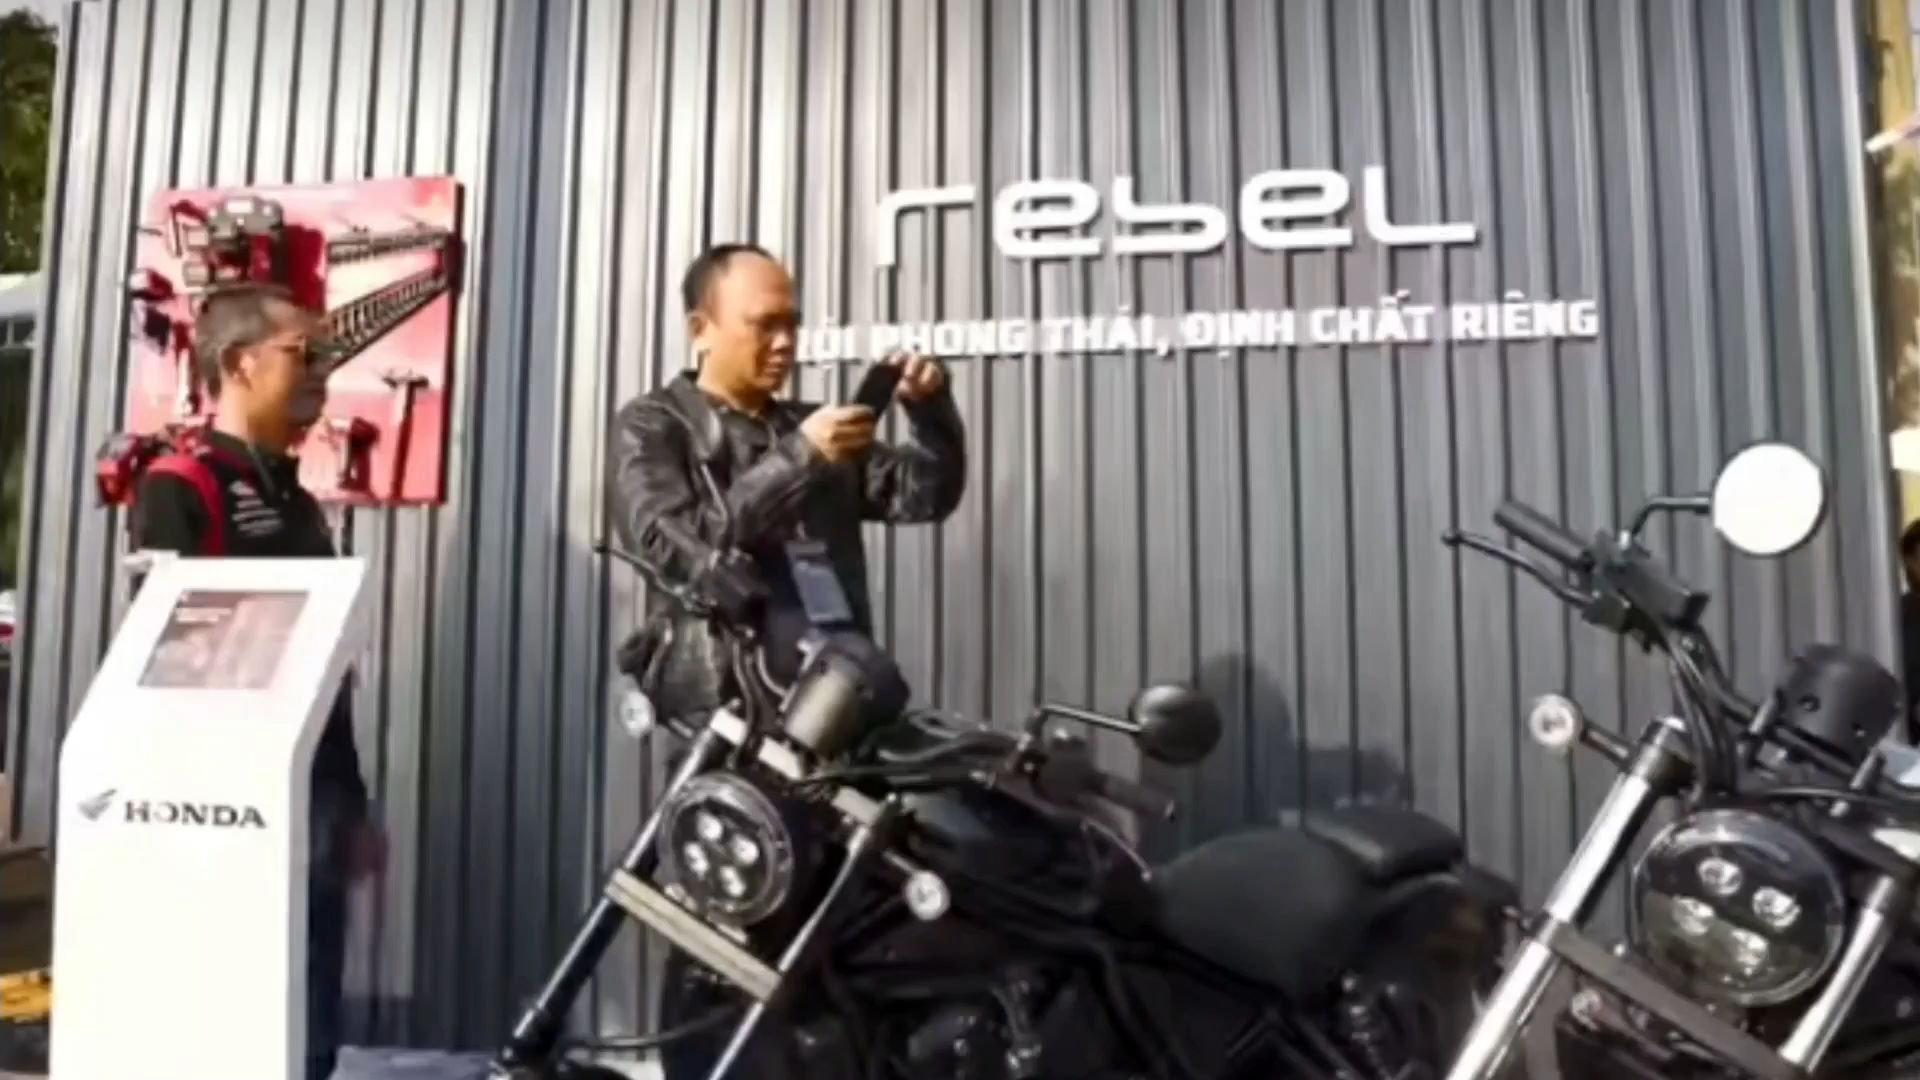 rebel
PHONG THÁI, ĐỊNH CHẤT RIÊNG
HONDA